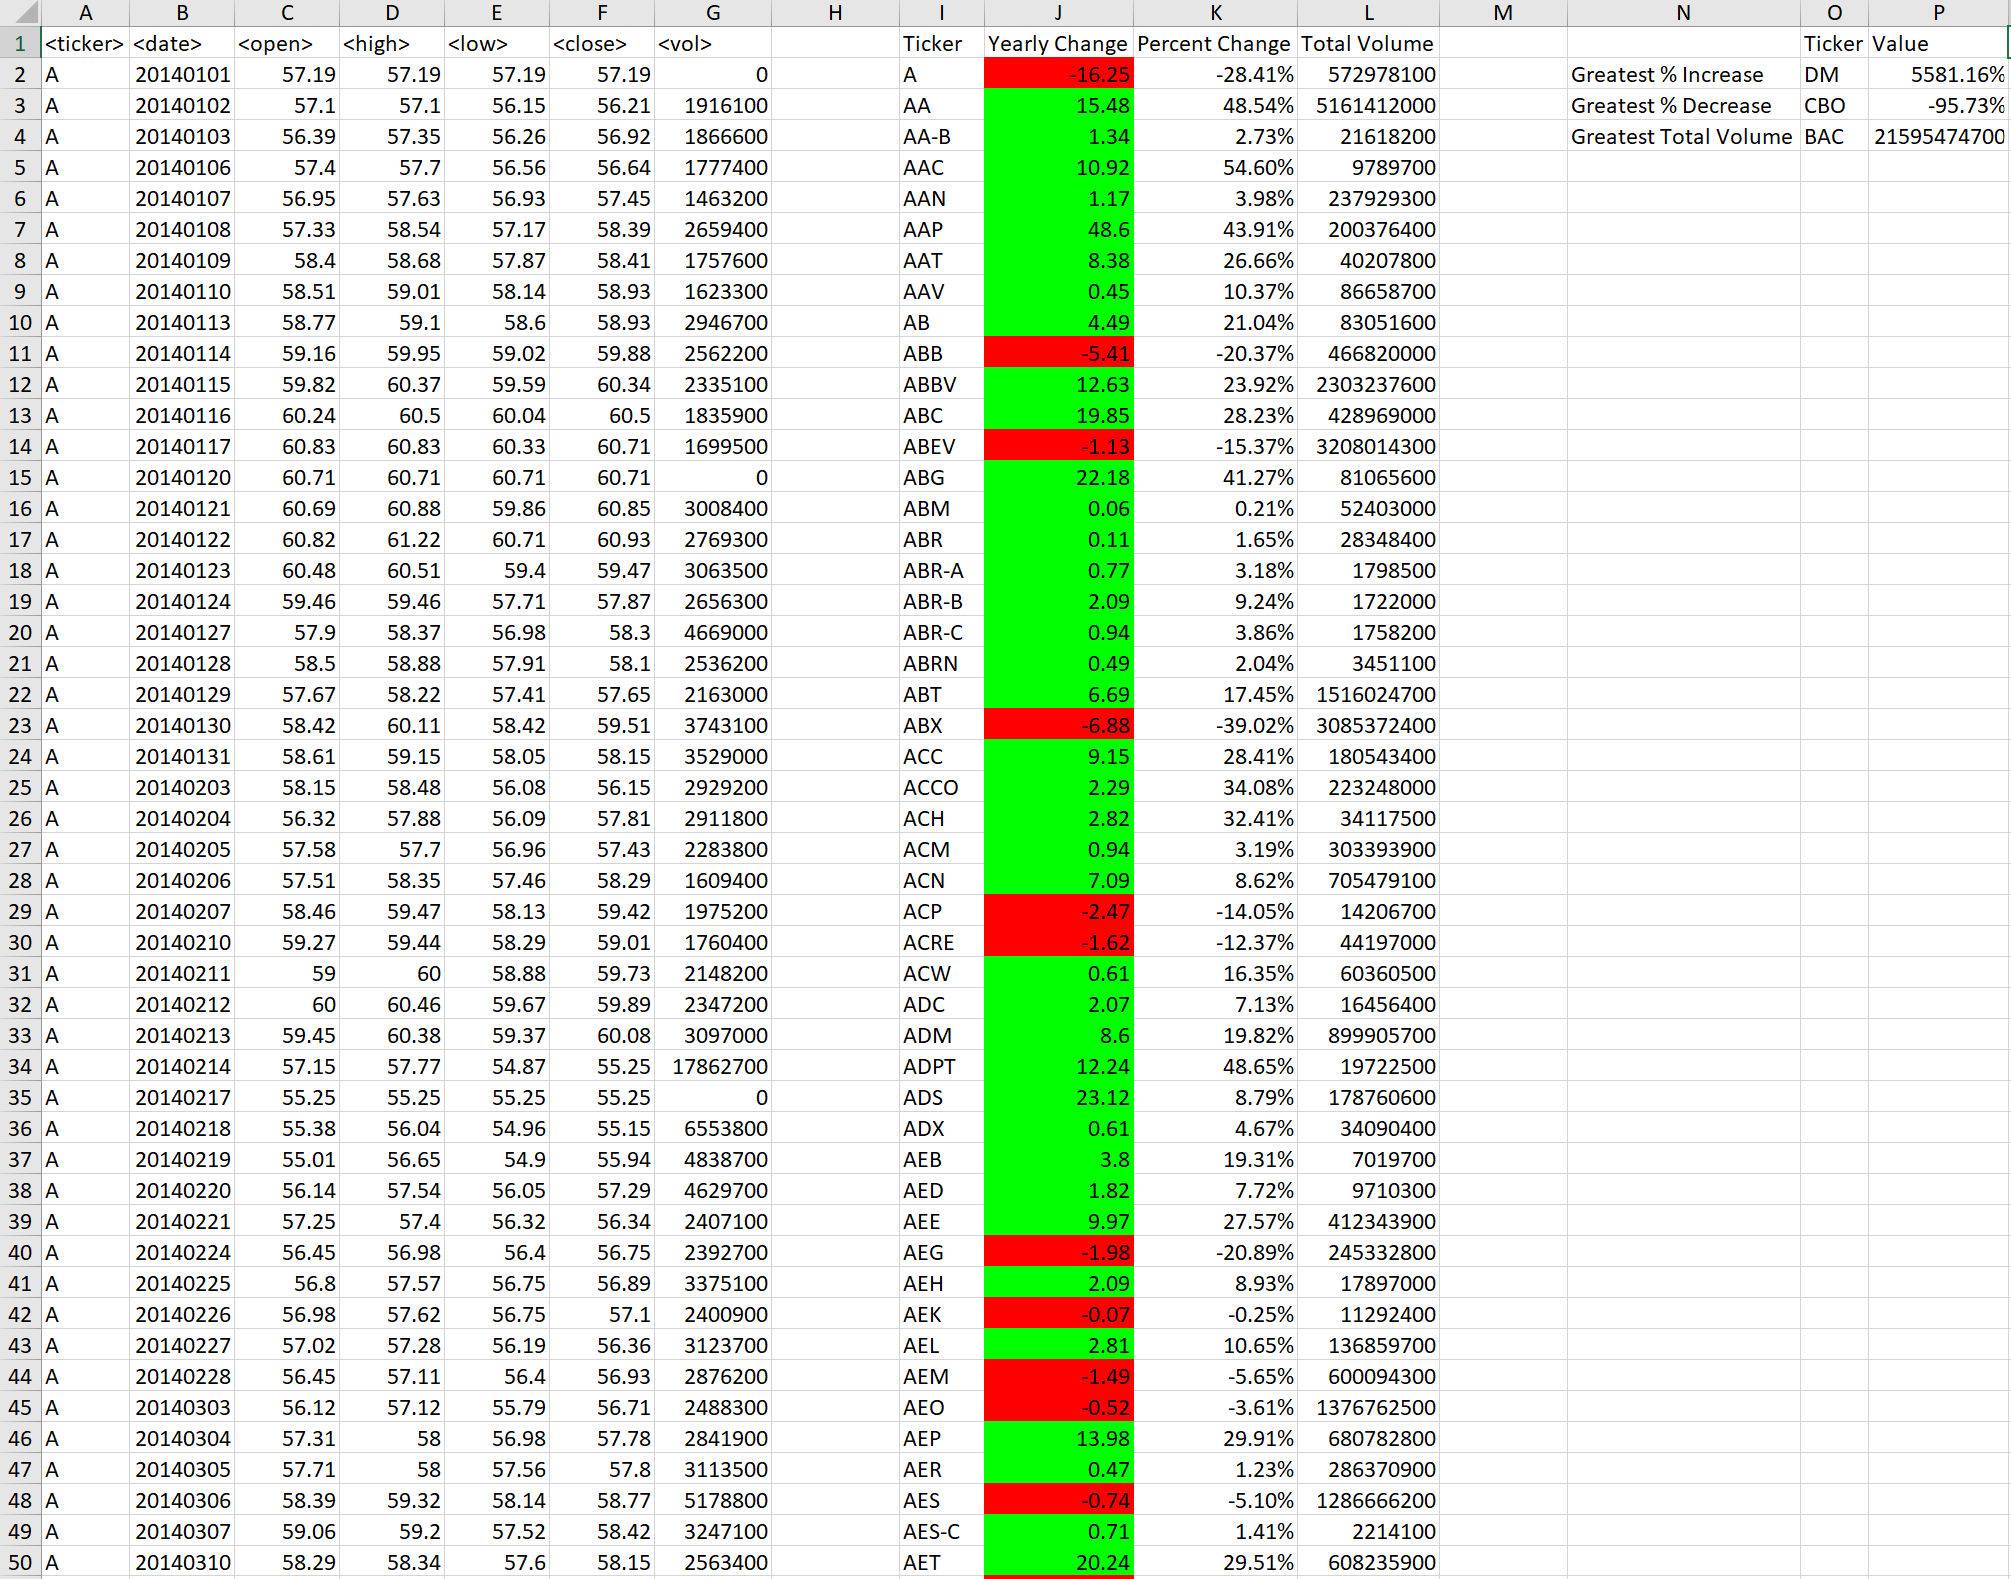 A B C D E F G H I J K L M N O P
1 <ticker> <date> <open> <high> <low> <close> <vol> Ticker Yearly Change Percent Change Total Volume Ticker Value
2 A 20140101 57.19 57.19 57.19 57.19 0 A -16.25 -28.41% 572978100 Greatest % Increase DM 5581.16%
3 A 20140102 57.1 57.1 56.15 56.21 1916100 AA 15.48 48.54% 5161412000 Greatest % Decrease CBO -95.73%
4 A 20140103 56.39 57.35 56.26 56.92 1866600 AA-B 1.34 2.73% 21618200 Greatest Total Volume BAC 21595474700
5 A 20140106 57.4 57.7 56.56 56.64 1777400 AAC 10.92 54.60% 9789700
6 A 20140107 56.95 57.63 56.93 57.45 1463200 AAN 1.17 3.98% 237929300
7 A 20140108 57.33 58.54 57.17 58.39 2659400 AAP 48.6 43.91% 200376400
8 A 20140109 58.4 58.68 57.87 58.41 1757600 AAT 8.38 26.66% 40207800
9 A 20140110 58.51 59.01 58.14 58.93 1623300 AAV 0.45 10.37% 86658700
10 A 20140113 58.77 59.1 58.6 58.93 2946700 AB 4.49 21.04% 83051600
11 A 20140114 59.16 59.95 59.02 59.88 2562200 ABB -5.41 -20.37% 466820000
12 A 20140115 59.82 60.37 59.59 60.34 2335100 ABBV 12.63 23.92% 2303237600
13 A 20140116 60.24 60.5 60.04 60.5 1835900 ABC 19.85 28.23% 428969000
14 A 20140117 60.83 60.83 60.33 60.71 1699500 ABEV -1.13 -15.37% 3208014300
15 A 20140120 60.71 60.71 60.71 60.71 0 ABG 22.18 41.27% 81065600
16 A 20140121 60.69 60.88 59.86 60.85 3008400 ABM 0.06 0.21% 52403000
17 A 20140122 60.82 61.22 60.71 60.93 2769300 ABR 0.11 1.65% 28348400
18 A 20140123 60.48 60.51 59.4 59.47 3063500 ABR-A 0.77 3.18% 1798500
19 A 20140124 59.46 59.46 57.71 57.87 2656300 ABR-B 2.09 9.24% 1722000
20 A 20140127 57.9 58.37 56.98 58.3 4669000 ABR-C 0.94 3.86% 1758200
21 A 20140128 58.5 58.88 57.91 58.1 2536200 ABRN 0.49 2.04% 3451100
22 A 20140129 57.67 58.22 57.41 57.65 2163000 ABT 6.69 17.45% 1516024700
23 A 20140130 58.42 60.11 58.42 59.51 3743100 ABX -6.88 -39.02% 3085372400
24 A 20140131 58.61 59.15 58.05 58.15 3529000 ACC 9.15 28.41% 180543400
25 A 20140203 58.15 58.48 56.08 56.15 2929200 ACCO 2.29 34.08% 223248000
26 A 20140204 56.32 57.88 56.09 57.81 2911800 ACH 2.82 32.41% 34117500
27 A 20140205 57.58 57.7 56.96 57.43 2283800 ACM 0.94 3.19% 303393900
28 A 20140206 57.51 58.35 57.46 58.29 1609400 ACN 7.09 8.62% 705479100
29 A 20140207 58.46 59.47 58.13 59.42 1975200 ACP -2.47 -14.05% 14206700
30 A 20140210 59.27 59.44 58.29 59.01 1760400 ACRE -1.62 -12.37% 44197000
31 A 20140211 59 60 58.88 59.73 2148200 ACW 0.61 16.35% 60360500
32 A 20140212 60 60.46 59.67 59.89 2347200 ADC 2.07 7.13% 16456400
33 A 20140213 59.45 60.38 59.37 60.08 3097000 ADM 8.6 19.82% 899905700
34 A 20140214 57.15 57.77 54.87 55.25 17862700 ADPT 12.24 48.65% 19722500
35 A 20140217 55.25 55.25 55.25 55.25 0 ADS 23.12 8.79% 178760600
36 A 20140218 55.38 56.04 54.96 55.15 6553800 ADX 0.61 4.67% 34090400
37 A 20140219 55.01 56.65 54.9 55.94 4838700 AEB 3.8 19.31% 7019700
38 A 20140220 56.14 57.54 56.05 57.29 4629700 AED 1.82 7.72% 9710300
39 A 20140221 57.25 57.4 56.32 56.34 2407100 AEE 9.97 27.57% 412343900
40 A 20140224 56.45 56.98 56.4 56.75 2392700 AEG -1.98 -20.89% 245332800
41 A 20140225 56.8 57.57 56.75 56.89 3375100 AEH 2.09 8.93% 17897000
42 A 20140226 56.98 57.62 56.75 57.1 2400900 AEK -0.07 -0.25% 11292400
43 A 20140227 57.02 57.28 56.19 56.36 3123700 AEL 2.81 10.65% 136859700
44 A 20140228 56.45 57.11 56.4 56.93 2876200 AEM -1.49 -5.65% 600094300
45 A 20140303 56.12 57.12 55.79 56.71 2488300 AEO -0.52 -3.61% 1376762500
46 A 20140304 57.31 58 56.98 57.78 2841900 AEP 13.98 29.91% 680782800
47 A 20140305 57.71 58 57.56 57.8 3113500 AER 0.47 1.23% 286370900
48 A 20140306 58.39 59.32 58.14 58.77 5178800 AES -0.74 -5.10% 1286666200
49 A 20140307 59.06 59.2 57.52 58.42 3247100 AES-C 0.71 1.41% 2214100
50 A 20140310 58.29 58.34 57.6 58.15 2563400 AET 20.24 29.51% 608235900